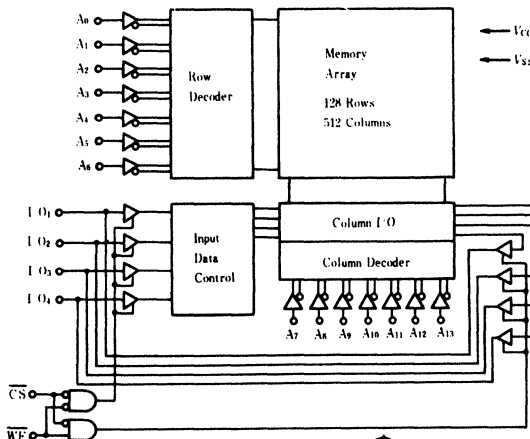 A0
A1
A2
A3
A4
A5
A6
Row
Decoder
Memory
Array
128 Rows
512 Columns
VCC
VSS
I/O1
I/O2
I/O3
I/O4
Input
Data
Control
Column I/O
Column Decoder
A7 A8 A9 A10 A11 A12 A13
CS
WE